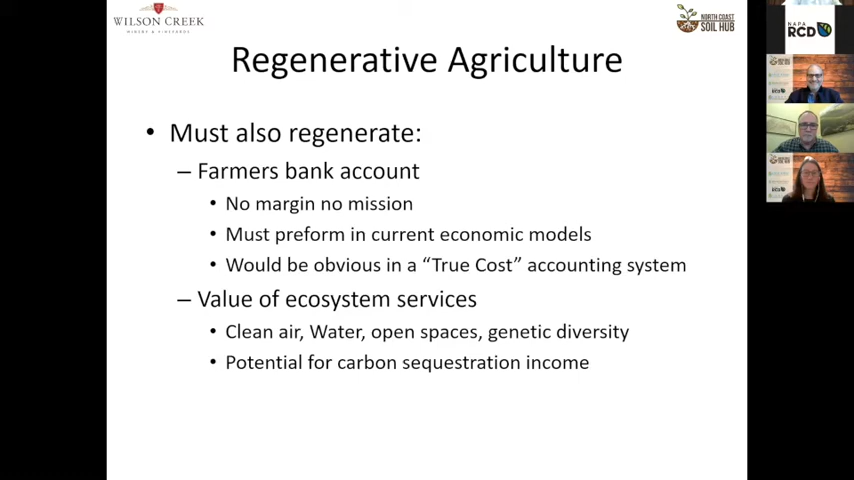 WILSON CREEK
WINERY & VINEYARDS
NORTH COAST
SOIL HUB
NAPA
RCD
Regenerative Agriculture
• Must also regenerate:
– Farmers bank account
• No margin no mission
• Must preform in current economic models
• Would be obvious in a “True Cost” accounting system
– Value of ecosystem services
• Clean air, Water, open spaces, genetic diversity
• Potential for carbon sequestration income